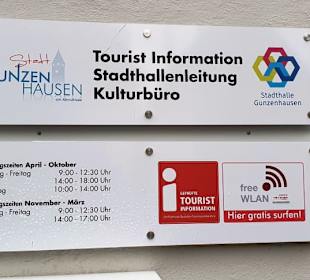 Stadt
GUNZEN
HAUSEN
am Altmühlsee
Tourist Information
Stadthallenleitung
Kulturbüro
Stadthalle
Gunzenhausen
gszeiten April - Oktober
g - Freitag 9:00 - 12:30 Uhr
14:00 - 18:00 Uhr
10:00 - 14:00 Uhr
gszeiten November - März
g - Freitag 9:00 - 12:30 Uhr
14:00 - 17:00 Uhr
i
GEPRÜFTE
TOURIST
INFORMATION
free
WLAN
Hier gratis surfen!